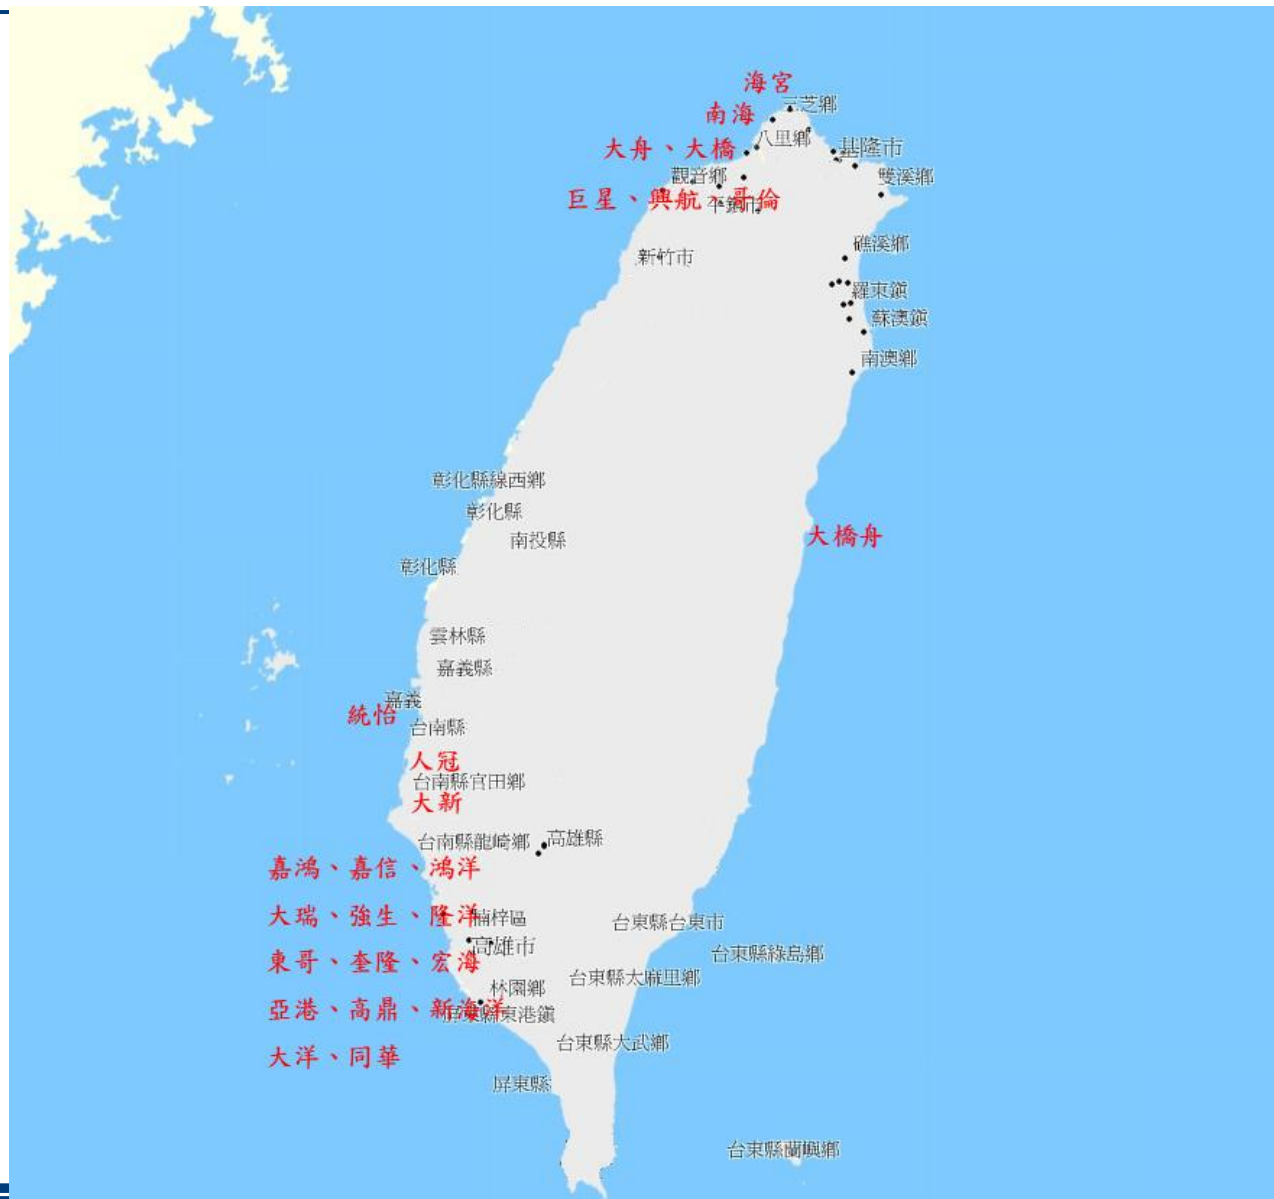 海宮
三芝鄉
南海
八里鄉
大舟、大橋
基隆市
觀音鄉
雙溪鄉
巨星、興航、哥倫
平鎮市
礁溪鄉
新竹市
羅東鎮
蘇澳鎮
南澳鄉
彰化縣線西鄉
彰化縣
大橋舟
南投縣
彰化縣
雲林縣
嘉義縣
嘉義
統怡
台南縣
人冠
台南縣官田鄉
大新
台南縣龍崎鄉
高雄縣
嘉鴻、嘉信、鴻洋
大瑞、強生、隆洋
楠梓區
台東縣台東市
高雄市
台東縣綠島鄉
東哥、奎隆、宏海
台東縣太麻里鄉
林園鄉
亞港、高鼎、新海洋
屏東縣東港鎮
台東縣大武鄉
大洋、同華
屏東縣
台東縣蘭嶼鄉